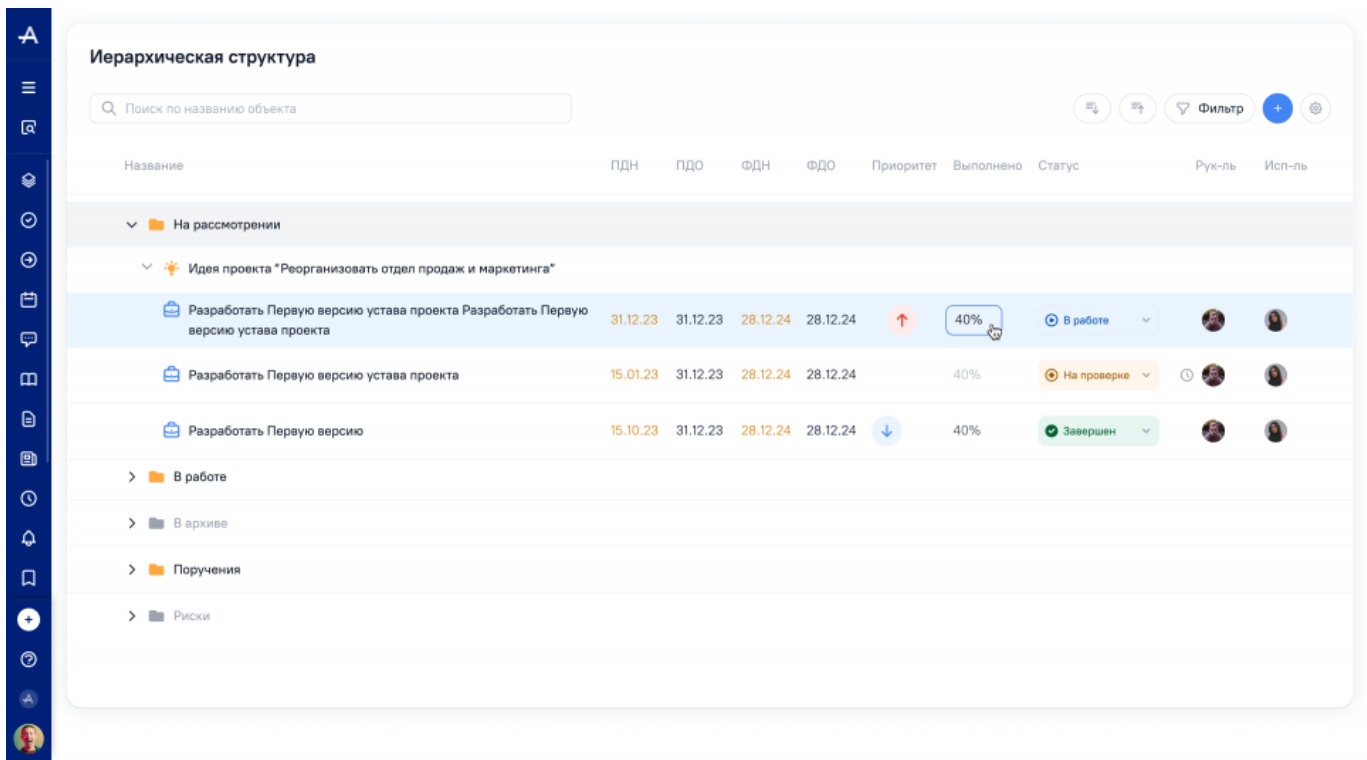 Иерархическая структура
Поиск по названию объекта
Фильтр
Название ПДН ПДО ФДН ФДО Приоритет Выполнено Статус Рук-ль Исп-ль
На рассмотрении
Идея проекта "Реорганизовать отдел продаж и маркетинга"
Разработать Первую версию устава проекта Разработать Первую
версию устава проекта
31.12.23 31.12.23 28.12.24 28.12.24 40% В работе
Разработать Первую версию устава проекта 15.01.23 31.12.23 28.12.24 28.12.24 40% На проверке
Разработать Первую версию 15.10.23 31.12.23 28.12.24 28.12.24 40% Завершен
В работе
В архиве
Поручения
Риски